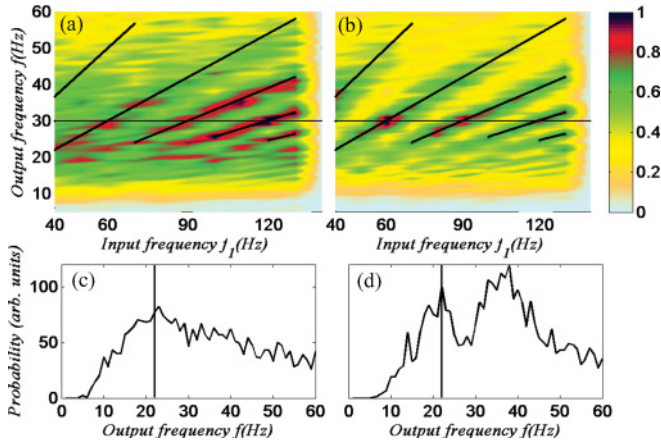 (a)
(b)
Output frequency f(Hz)
60
50
40
30
20
10
40 60 90 120
40 60 90 120
Input frequency f1(Hz)
Input frequency f1(Hz)
1
0.8
0.6
0.4
0.2
0
(c)
(d)
Probability (arb. units)
100
50
0
0 10 20 30 40 50 60
0 10 20 30 40 50 60
Output frequency f(Hz)
Output frequency f(Hz)